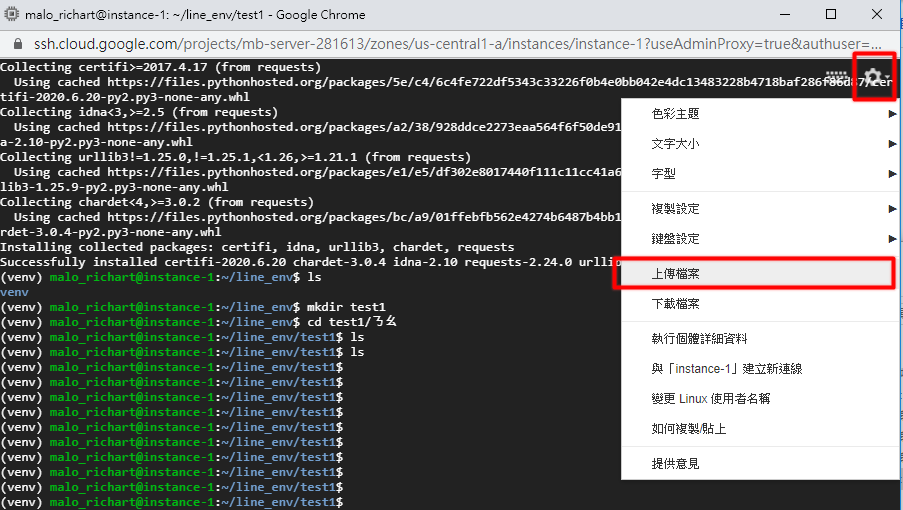 malo_richart@instance-1: ~/line_env/test1 - Google Chrome
ssh.cloud.google.com/projects/mb-server-281613/zones/us-central1-a/instances/instance-1?useAdminProxy=true&authuser=...
Collecting certifi>=2017.4.17 (from requests)
Using cached https://files.pythonhosted.org/packages/5e/c4/6c4fe722df5343c33226f0b4e0bb042e4dc13483228b4718baf286f86d87/cer
tifi-2020.6.20-py2.py3-none-any.whl
Collecting idna<3,>=2.5 (from requests)
Using cached https://files.pythonhosted.org/packages/a2/38/928ddce2273eaa564f6f50de91
a-2.10-py2.py3-none-any.whl
Collecting urllib3!=1.25.0,!=1.25.1,<1.26,>=1.21.1 (from requests)
Using cached https://files.pythonhosted.org/packages/e1/e5/df302e8017440f111c11cc41a6
lib3-1.25.9-py2.py3-none-any.whl
Collecting chardet<4,>=3.0.2 (from requests)
Using cached https://files.pythonhosted.org/packages/bc/a9/01ffebfb562e4274b6487b4bb1
rdet-3.0.4-py2.py3-none-any.whl
Installing collected packages: certifi, idna, urllib3, chardet, requests
Successfully installed certifi-2020.6.20 chardet-3.0.4 idna-2.10 requests-2.24.0 urllip
(venv) malo_richart@instance-1:~/line_env$ ls
venv
(venv) malo_richart@instance-1:~/line_env$ mkdir test1
(venv) malo_richart@instance-1:~/line_env$ cd test1/ㄋㄠ
(venv) malo_richart@instance-1:~/line_env/test1$ ls
(venv) malo_richart@instance-1:~/line_env/test1$ ls
(venv) malo_richart@instance-1:~/line_env/test1$
(venv) malo_richart@instance-1:~/line_env/test1$
(venv) malo_richart@instance-1:~/line_env/test1$
(venv) malo_richart@instance-1:~/line_env/test1$
(venv) malo_richart@instance-1:~/line_env/test1$
(venv) malo_richart@instance-1:~/line_env/test1$
(venv) malo_richart@instance-1:~/line_env/test1$
(venv) malo_richart@instance-1:~/line_env/test1$
(venv) malo_richart@instance-1:~/line_env/test1$
(venv) malo_richart@instance-1:~/line_env/test1$
色彩主題
文字大小
字型
複製設定
鍵盤設定
上傳檔案
下載檔案
執行個體詳細資料
與「instance-1」建立新連線
變更 Linux 使用者名稱
如何複製/貼上
提供意見